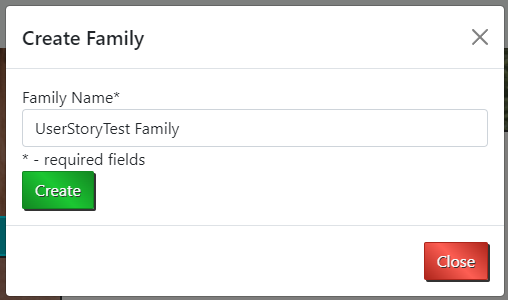 Create Family
Family Name*
UserStoryTest Family
* - required fields
Create
Close